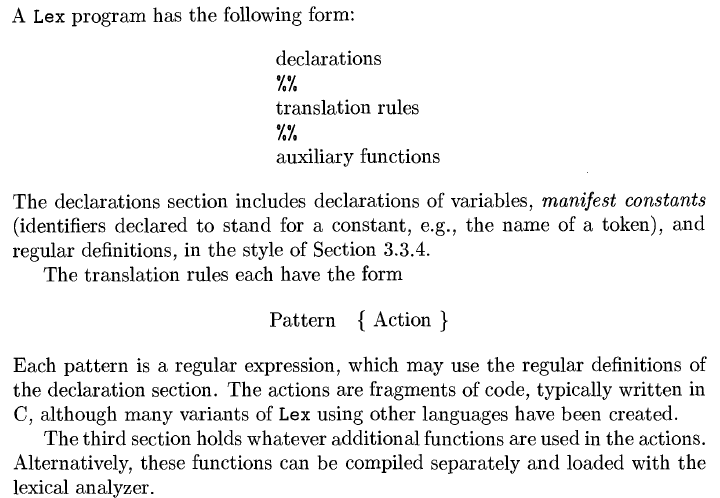 A Lex program has the following form:
declarations
%%
translation rules
%%
auxiliary functions
The declarations section includes declarations of variables, manifest constants
(identifiers declared to stand for a constant, e.g., the name of a token), and
regular definitions, in the style of Section 3.3.4.
The translation rules each have the form
Pattern { Action }
Each pattern is a regular expression, which may use the regular definitions of
the declaration section. The actions are fragments of code, typically written in
C, although many variants of Lex using other languages have been created.
The third section holds whatever additional functions are used in the actions.
Alternatively, these functions can be compiled separately and loaded with the
lexical analyzer.